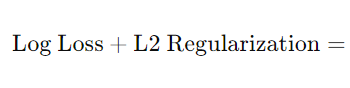 Log Loss + L2 Regularization =